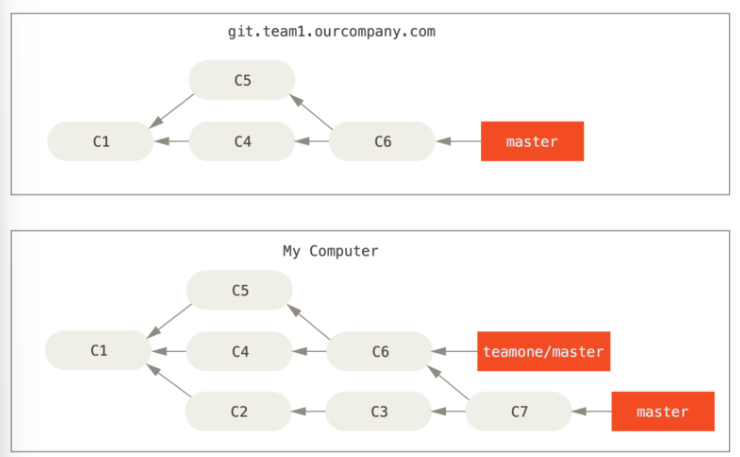 git.team1.ourcompany.com
C5
C1
C4
C6
master
My Computer
C5
C1
C4
C6
teamone/master
C2
C3
C7
master